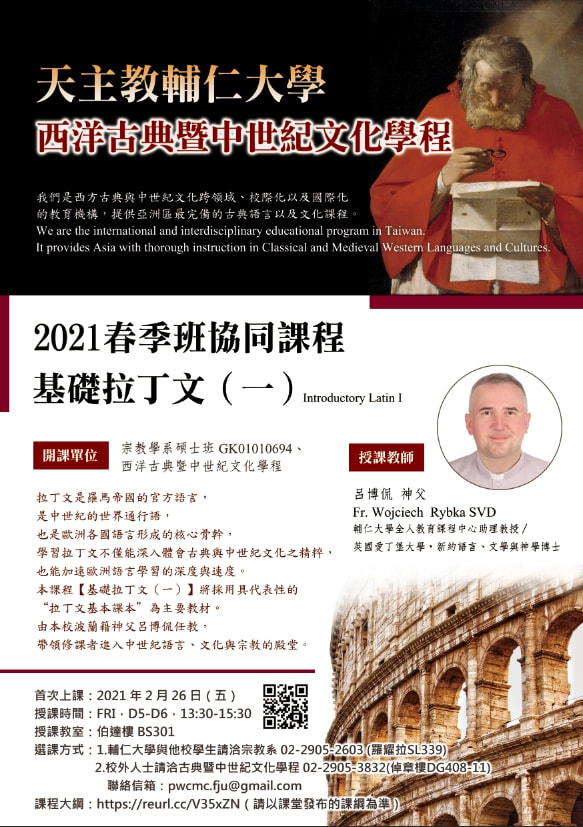 天主教輔仁大學
西洋古典暨中世紀文化學程
我們是西方古典與中世紀文化跨領域、校際化以及國際化
的教育機構，提供亞洲區最完備的古典語言以及文化課程。
We are the international and interdisciplinary educational program in Taiwan.
It provides Asia with thorough instruction in Classical and Medieval Western Languages and Cultures.
2021春季班協同課程
基礎拉丁文（一） Introductory Latin I
開課單位
宗教學系碩士班 GK01010694、
西洋古典暨中世紀文化學程
拉丁文是羅馬帝國的官方語言，
是中世紀的世界通行語，
也是歐洲各國語言形成的核心骨幹，
學習拉丁文不僅能深入體會古典與中世紀文化之精粹，
也能加速歐洲語言學習的深度與速度。
本課程【基礎拉丁文（一）】將採用具代表性的
“拉丁文基本課本”為主要教材。
由本校波蘭籍神父呂博侃任教，
帶領修課者進入中世紀語言、文化與宗教的殿堂。
授課教師
呂博侃 神父
Fr. Wojciech Rybka SVD
輔仁大學全人教育課程中心助理教授／
英國愛丁堡大學，新約語言、文學與神學博士
首次上課：2021 年 2 月 26 日（五）
授課時間：FRI，D5-D6，13:30-15:30
授課教室：伯達樓 BS301
選課方式：1.輔仁大學與他校學生請洽宗教系 02-2905-2603 (羅耀拉SL339)
2.校外人士請洽古典暨中世紀文化學程 02-2905-3832(倬章樓DG408-11)
聯絡信箱：pwcmc.fju@gmail.com
課程大綱：https://reurl.cc/V35xZN（請以課堂發布的課綱為準）